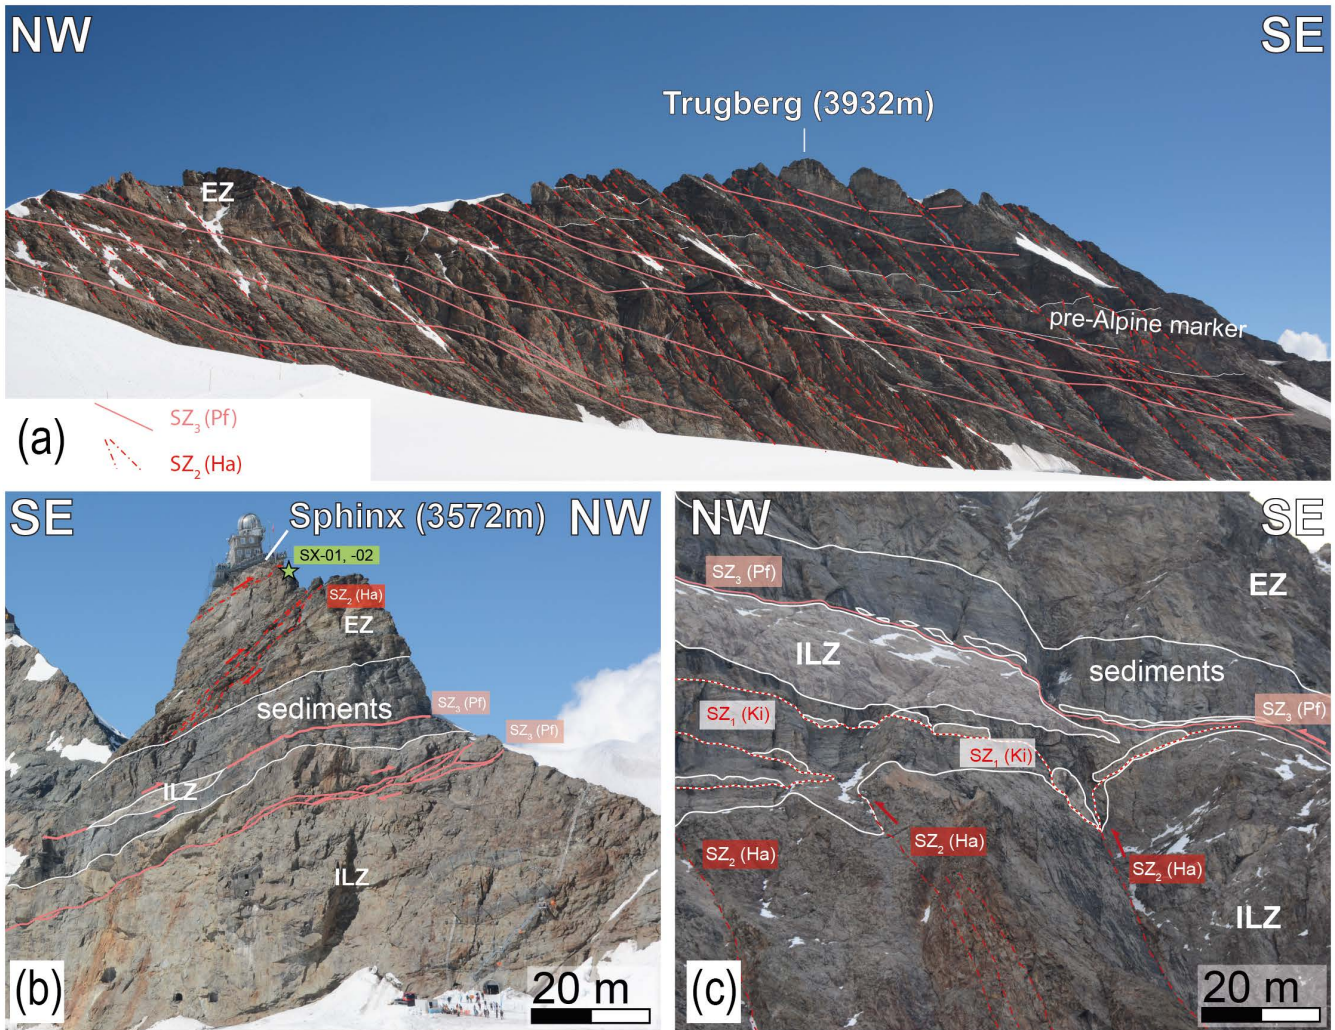 NW
SE
Trugberg (3932m)
EZ
pre-Alpine marker
(a)
SZ₃ (Pf)
SZ₂ (Ha)
SE
Sphinx (3572m)
NW
SX-01, -02
SZ₂ (Ha)
EZ
sediments
SZ₃ (Pf)
SZ₃ (Pf)
ILZ
ILZ
(b)
20 m
NW
SE
SZ₃ (Pf)
EZ
ILZ
sediments
SZ₁ (Ki)
SZ₃ (Pf)
SZ₁ (Ki)
SZ₂ (Ha)
SZ₂ (Ha)
SZ₂ (Ha)
ILZ
(c)
20 m